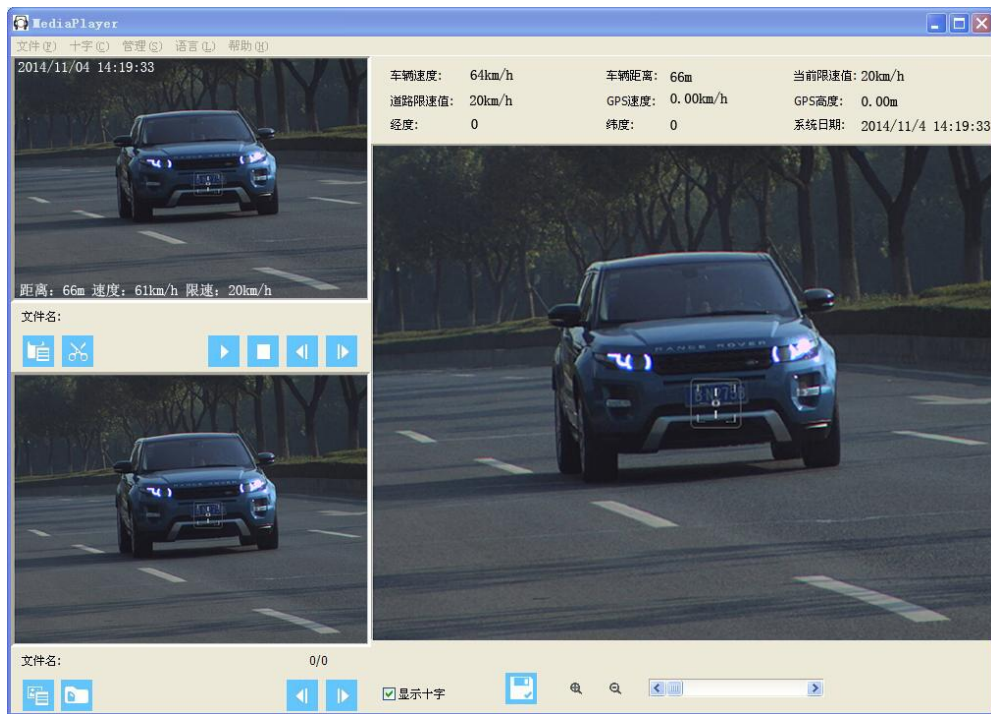 MediaPlayer
文件(F) 十字(C) 管理(S) 语言(L) 帮助(H)
2014/11/04 14:19:33
距离: 66m 速度: 61km/h 限速: 20km/h
文件名:
文件名: 0/0
车辆速度: 64km/h 车辆距离: 66m 当前限速值: 20km/h
道路限速值: 20km/h GPS速度: 0.00km/h GPS高度: 0.00m
经度: 0 纬度: 0 系统日期: 2014/11/4 14:19:33
RANGE ROVER
显示十字